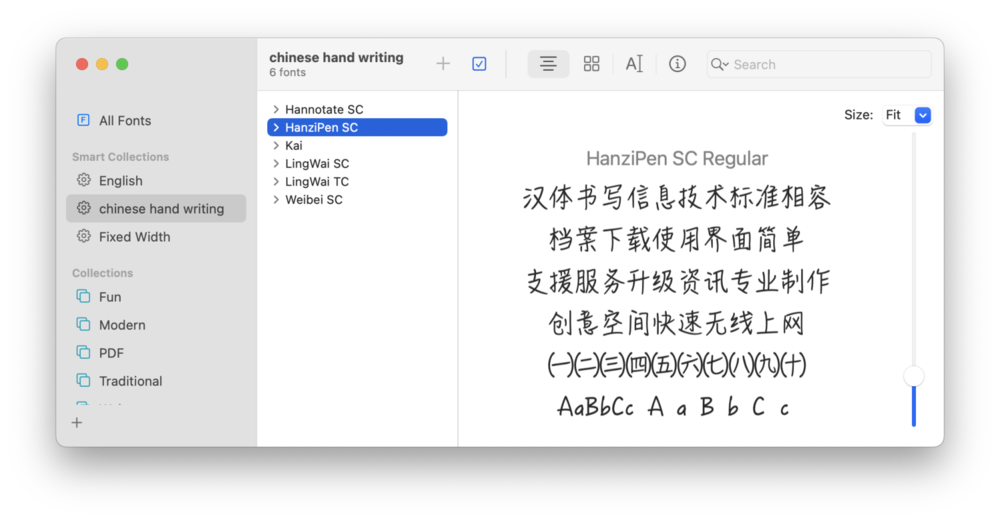 chinese hand writing
6 fonts
Search
All Fonts
Smart Collections
English
chinese hand writing
Fixed Width
Collections
Fun
Modern
PDF
Traditional
Hannotate SC
HanziPen SC
Kai
LingWai SC
LingWai TC
Weibei SC
Size: Fit
HanziPen SC Regular
汉体书写信息技术标准相容
档案下载使用界面简单
支援服务升级资讯专业制作
创意空间快速无线上网
㈠㈡㈢㈣㈤㈥㈦㈧㈨㈩
AaBbCc A a B b C c